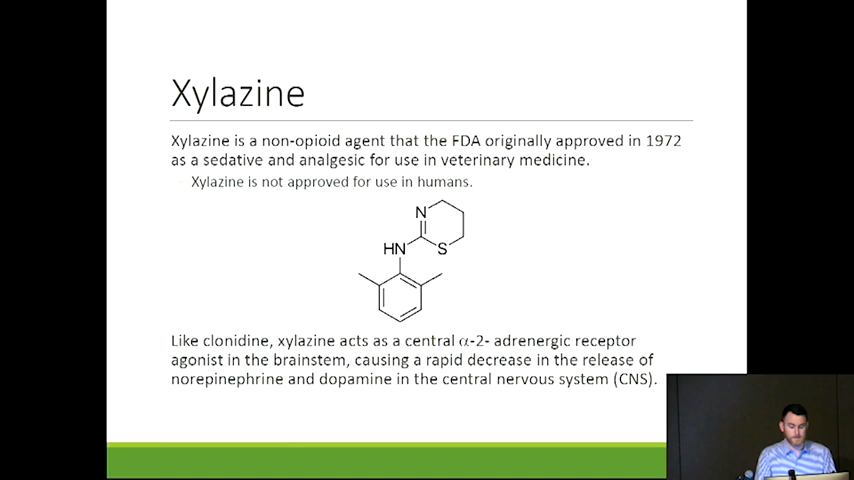 Xylazine
Xylazine is a non-opioid agent that the FDA originally approved in 1972
as a sedative and analgesic for use in veterinary medicine.
Xylazine is not approved for use in humans.
N
HN
S
Like clonidine, xylazine acts as a central α-2- adrenergic receptor
agonist in the brainstem, causing a rapid decrease in the release of
norepinephrine and dopamine in the central nervous system (CNS).